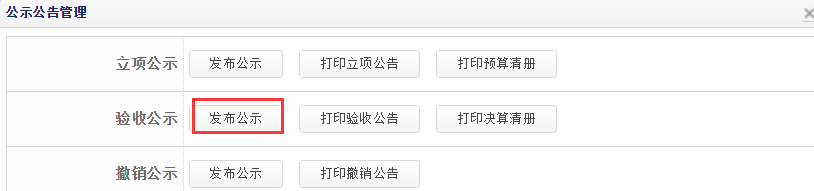 公示公告管理
立项公示 发布公示 打印立项公告 打印预算清册
验收公示 发布公示 打印验收公告 打印决算清册
撤销公示 发布公示 打印撤销公告